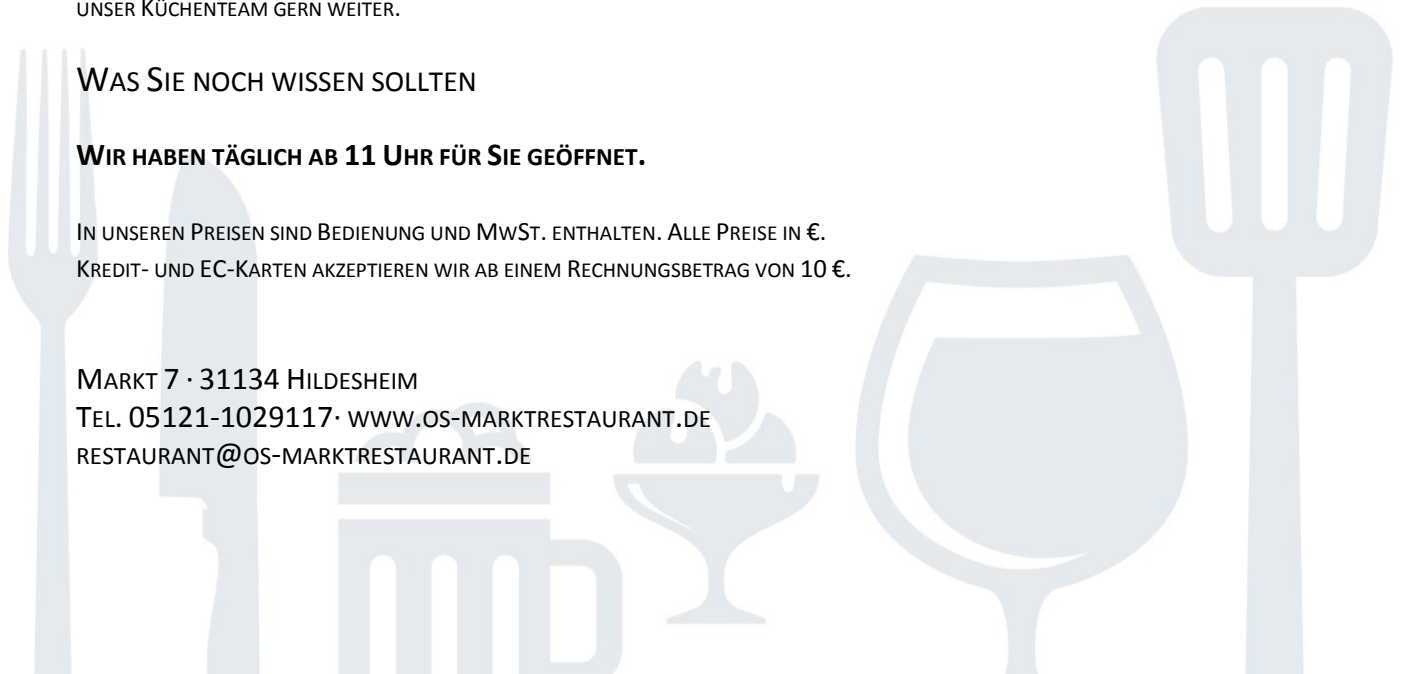 UNSER KÜCHENTEAM GERN WEITER.
WAS SIE NOCH WISSEN SOLLTEN
WIR HABEN TÄGLICH AB 11 UHR FÜR SIE GEÖFFNET.
IN UNSEREN PREISEN SIND BEDIENUNG UND MWST. ENTHALTEN. ALLE PREISE IN €.
KREDIT- UND EC-KARTEN AKZEPTIEREN WIR AB EINEM RECHNUNGSBETRAG VON 10 €.
MARKT 7 · 31134 HILDESHEIM
TEL. 05121-1029117· WWW.OS-MARKTRESTAURANT.DE
RESTAURANT@OS-MARKTRESTAURANT.DE